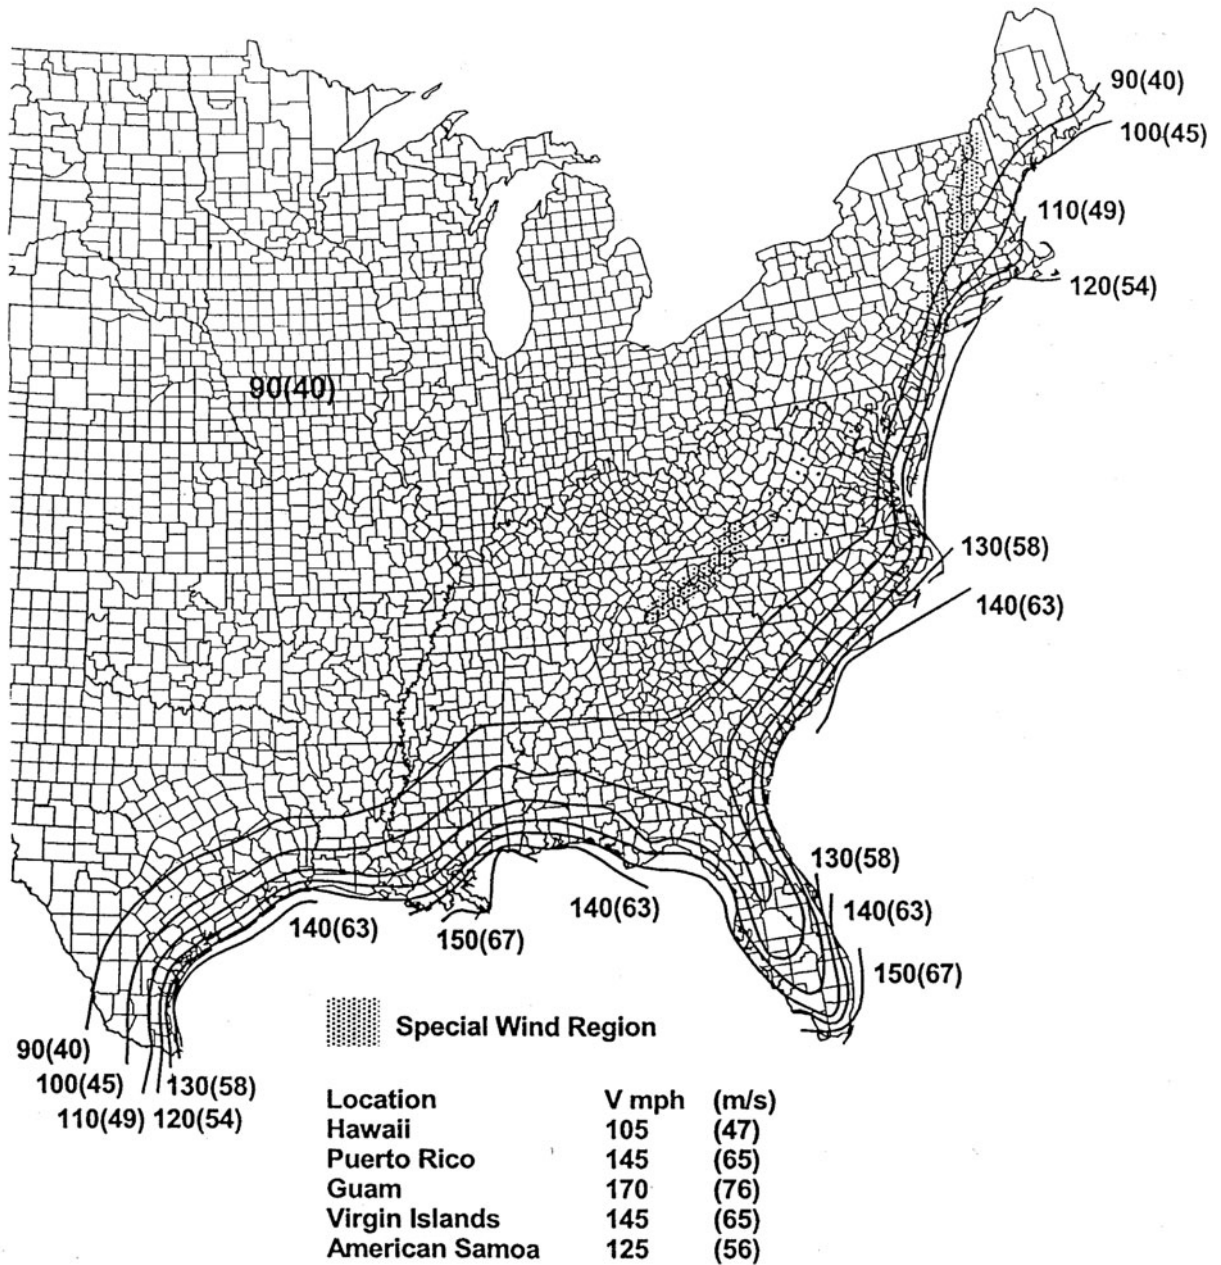 90(40)
100(45)
110(49)
120(54)
90(40)
130(58)
140(63)
130(58)
140(63)
140(63)
140(63)
150(67)
150(67)
Special Wind Region
90(40)
100(45)
130(58)
110(49)
120(54)
Location V mph (m/s)
Hawaii 105 (47)
Puerto Rico 145 (65)
Guam 170 (76)
Virgin Islands 145 (65)
American Samoa 125 (56)